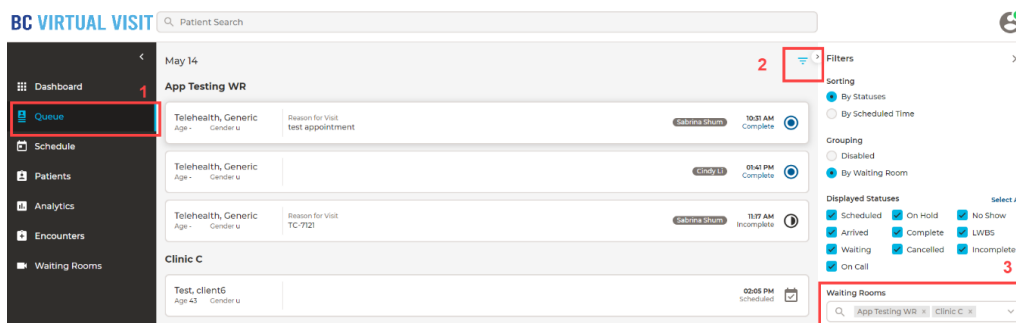 BC VIRTUAL VISIT
Patient Search
Dashboard
1
Queue
Schedule
Patients
Analytics
Encounters
Waiting Rooms
May 14
2
App Testing WR
Telehealth, Generic
Age - Gender u
Reason for Visit
test appointment
Sabrina Shum
10:31 AM
Complete
Telehealth, Generic
Age - Gender u
Cindy Li
01:41 PM
Complete
Telehealth, Generic
Age - Gender u
Reason for Visit
TC-7121
Sabrina Shum
11:17 AM
Incomplete
Clinic C
Test, client6
Age 43 Gender u
02:05 PM
Scheduled
Filters
Sorting
By Statuses
By Scheduled Time
Grouping
Disabled
By Waiting Room
Displayed Statuses
Select A
Scheduled On Hold No Show
Arrived Complete LWBS
Waiting Cancelled Incomplete
On Call
3
Waiting Rooms
App Testing WR × Clinic C ×